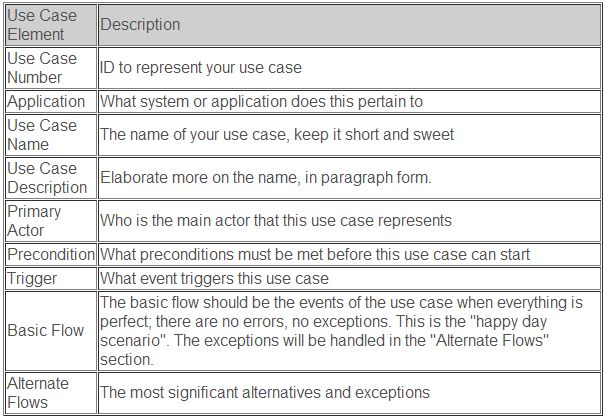 Use Case
Element
Description
Use Case
Number
ID to represent your use case
Application
What system or application does this pertain to
Use Case
Name
The name of your use case, keep it short and sweet
Use Case
Description
Elaborate more on the name, in paragraph form.
Primary
Actor
Who is the main actor that this use case represents
Precondition
What preconditions must be met before this use case can start
Trigger
What event triggers this use case
Basic Flow
The basic flow should be the events of the use case when everything is
perfect; there are no errors, no exceptions. This is the "happy day
scenario". The exceptions will be handled in the "Alternate Flows"
section.
Alternate
Flows
The most significant alternatives and exceptions